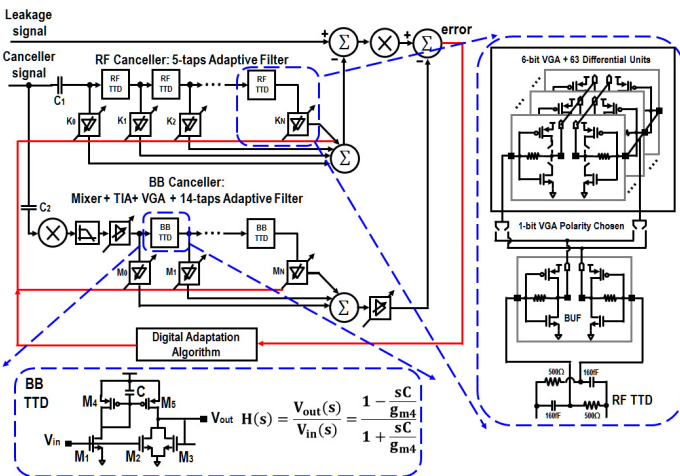 Leakage
signal
error
6-bit VGA + 63 Differential Units
RF Canceller: 5-taps Adaptive Filter
Canceller
signal
C1
RF
TTD
RF
TTD
RF
TTD
K0
K1
K2
KN
BB Canceller:
Mixer + TIA+ VGA + 14-taps Adaptive Filter
C2
BB
TTD
BB
TTD
M0
M1
MN
1-bit VGA Polarity Chosen
BUF
Digital Adaptation
Algorithm
500Ω
160fF
160fF
500Ω
RF TTD
BB
TTD
M4
C
M5
Vin
Vout
M1
M2
M3
H(s) = Vout(s) / Vin(s) = (1 − sC/gm4) / (1 + sC/gm4)